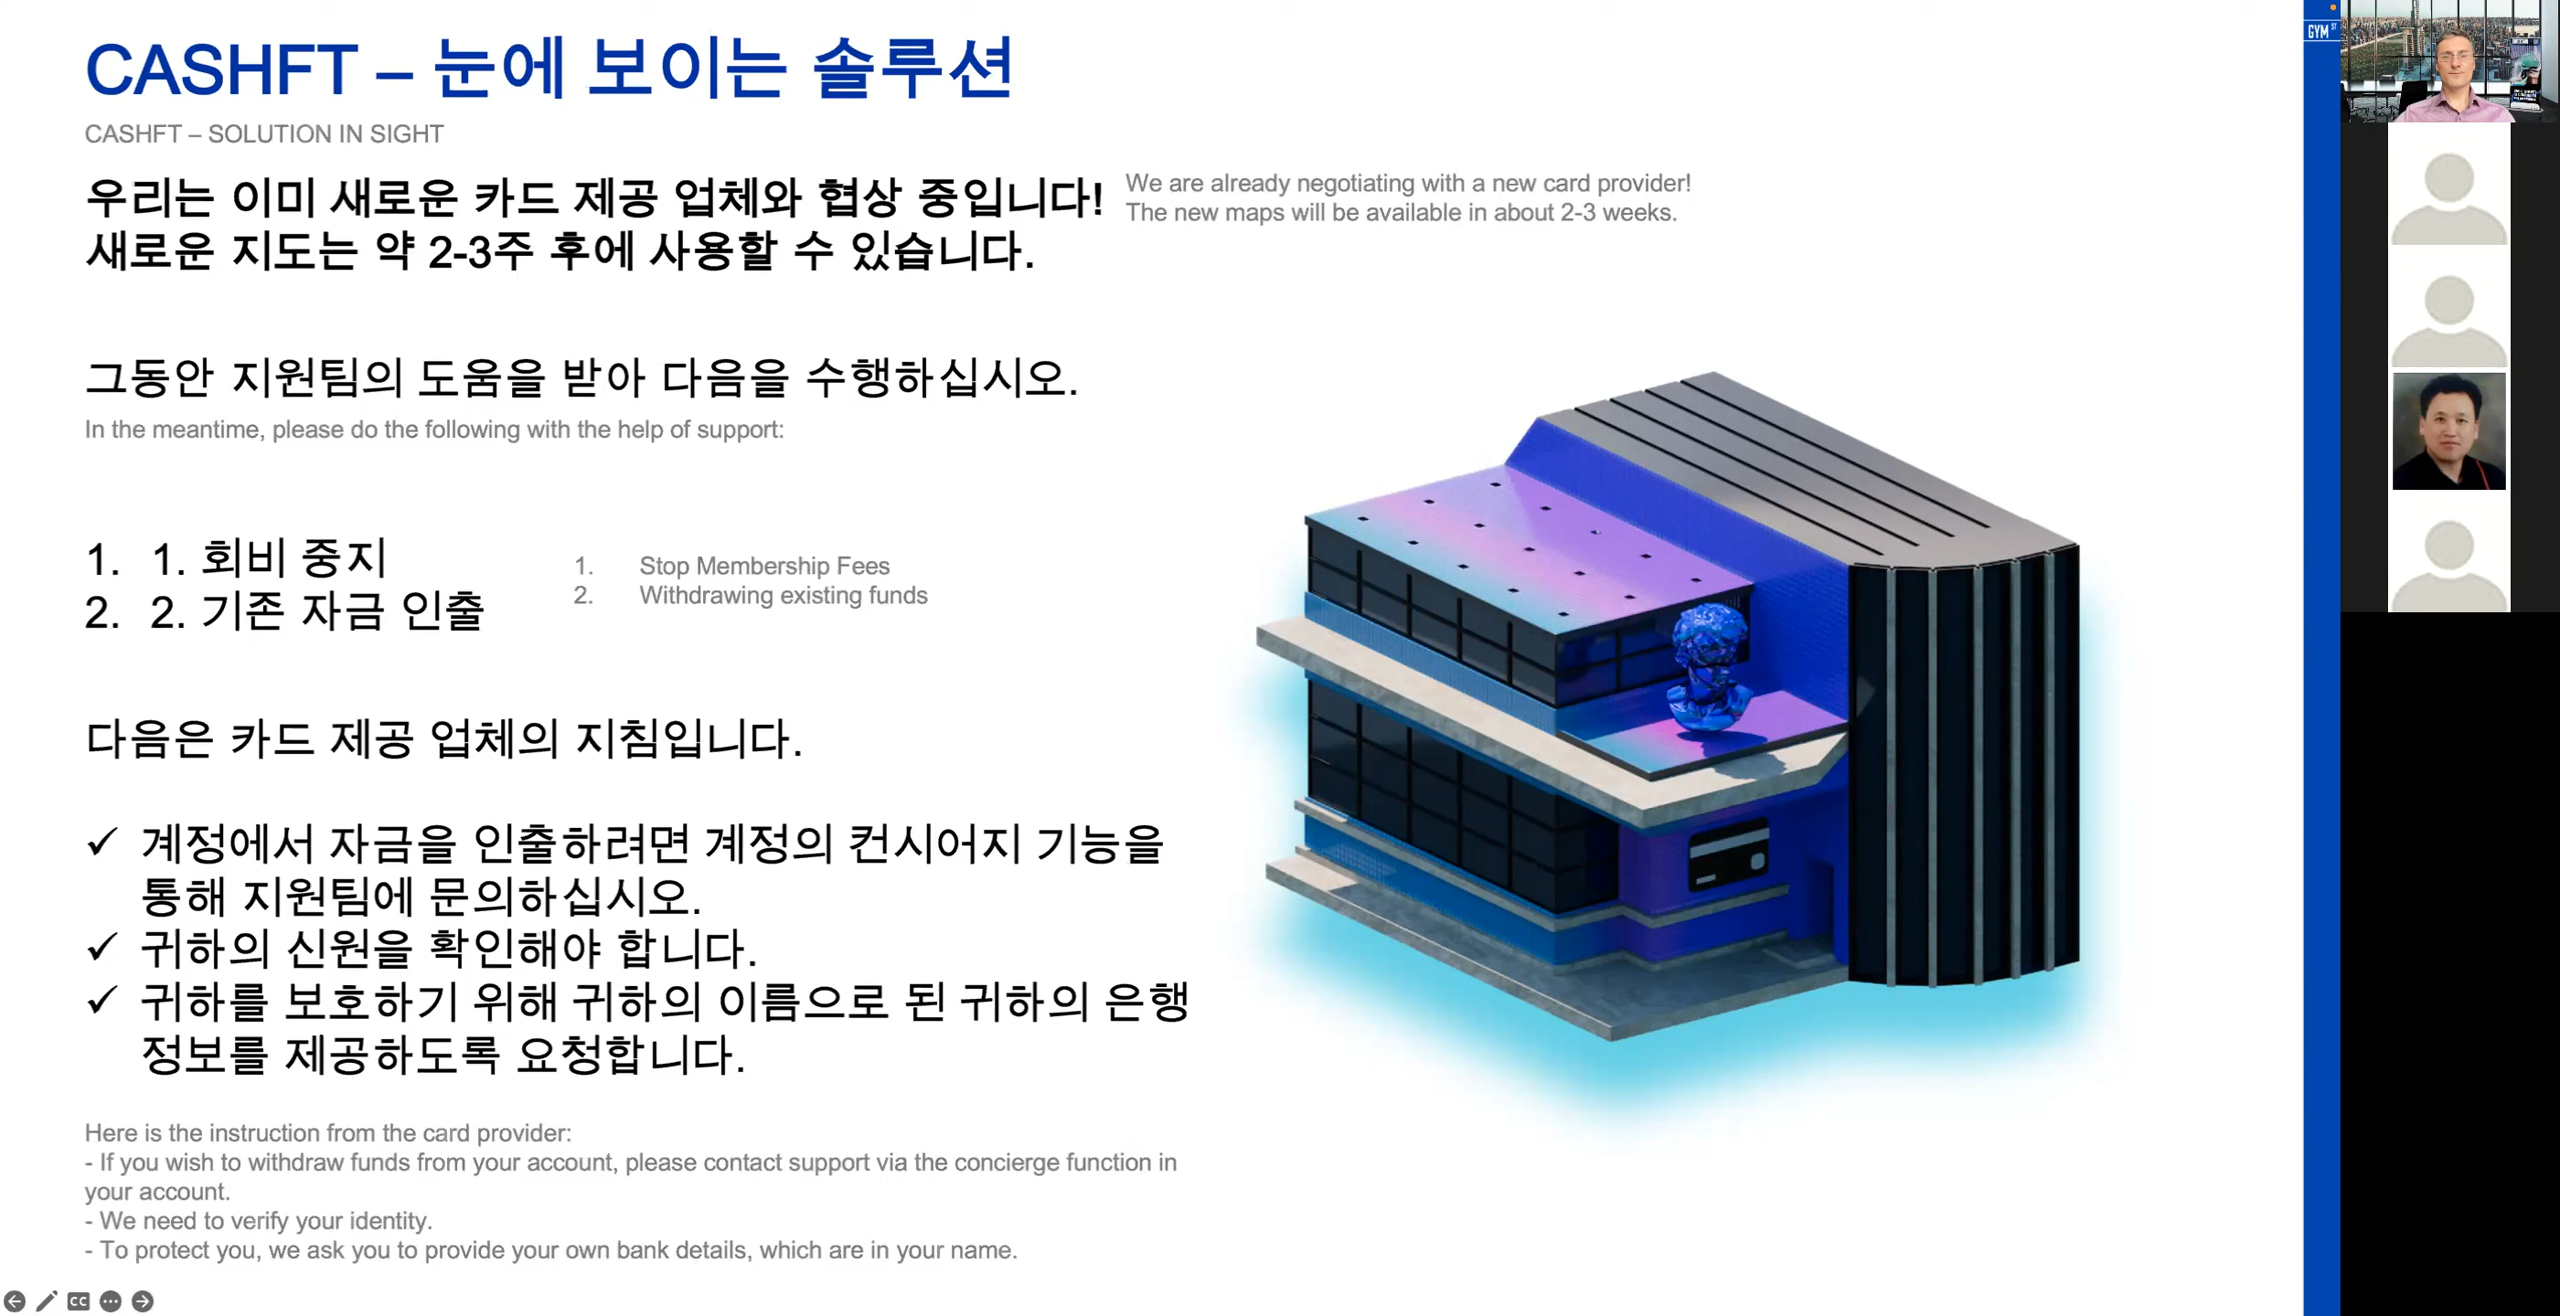 CASHFT – 눈에 보이는 솔루션
CASHFT – SOLUTION IN SIGHT
우리는 이미 새로운 카드 제공 업체와 협상 중입니다!
새로운 지도는 약 2-3주 후에 사용할 수 있습니다.
We are already negotiating with a new card provider!
The new maps will be available in about 2-3 weeks.
그동안 지원팀의 도움을 받아 다음을 수행하십시오.
In the meantime, please do the following with the help of support:
1. 1. 회비 중지
2. 2. 기존 자금 인출
1. Stop Membership Fees
2. Withdrawing existing funds
다음은 카드 제공 업체의 지침입니다.
✓ 계정에서 자금을 인출하려면 계정의 컨시어지 기능을
통해 지원팀에 문의하십시오.
✓ 귀하의 신원을 확인해야 합니다.
✓ 귀하를 보호하기 위해 귀하의 이름으로 된 귀하의 은행
정보를 제공하도록 요청합니다.
Here is the instruction from the card provider:
- If you wish to withdraw funds from your account, please contact support via the concierge function in
your account.
- We need to verify your identity.
- To protect you, we ask you to provide your own bank details, which are in your name.
GYM ST
CC